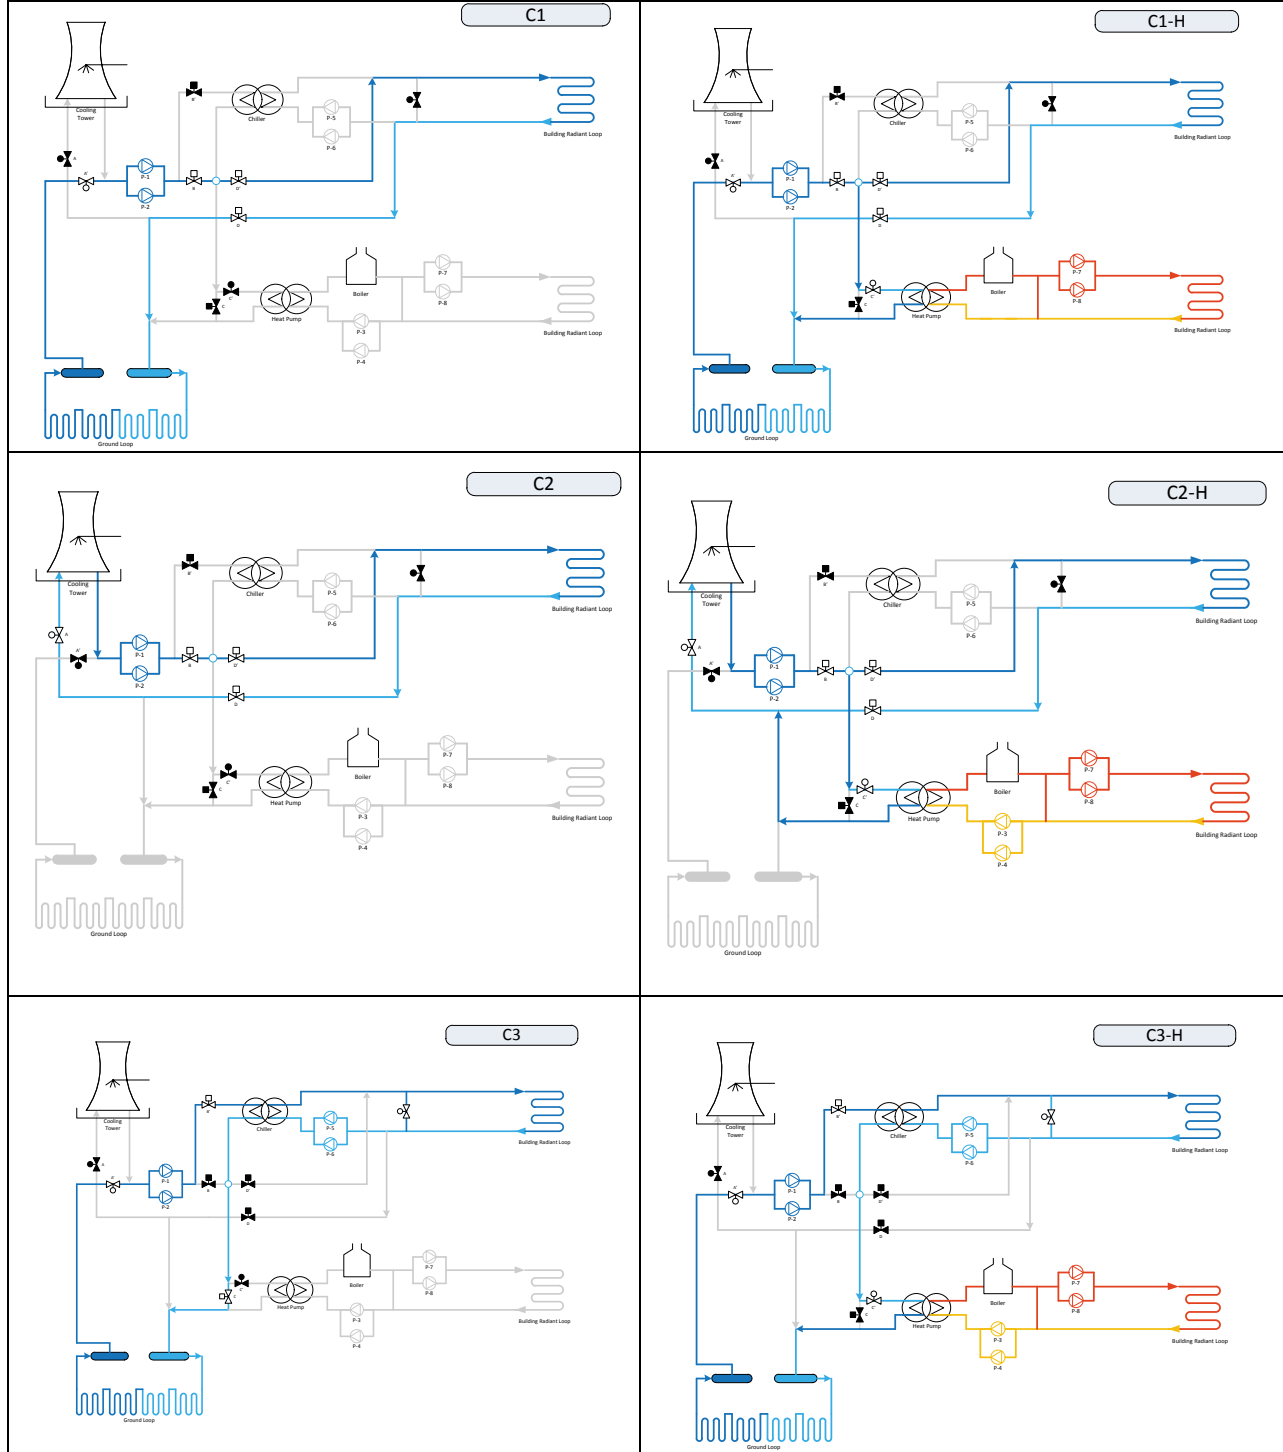 C1
Cooling
Tower
B'
Chiller
P-5
P-6
Building Radiant Loop
A
A'
P-1
P-2
B
D'
D
C'
C
Heat Pump
Boiler
P-7
P-8
P-3
P-4
Building Radiant Loop
Ground Loop
C1-H
Cooling
Tower
B'
Chiller
P-5
P-6
Building Radiant Loop
A
A'
P-1
P-2
B
D'
D
C'
C
Heat Pump
Boiler
P-7
P-8
Building Radiant Loop
Ground Loop
C2
Cooling
Tower
B'
Chiller
P-5
P-6
Building Radiant Loop
A
A'
P-1
P-2
B
D'
D
C'
C
Heat Pump
Boiler
P-7
P-8
P-3
P-4
Building Radiant Loop
Ground Loop
C2-H
Cooling
Tower
B'
Chiller
P-5
P-6
Building Radiant Loop
A
A'
P-1
P-2
B
D'
D
C'
C
Heat Pump
Boiler
P-7
P-8
P-3
P-4
Building Radiant Loop
Ground Loop
C3
Cooling
Tower
B'
Chiller
P-5
P-6
Building Radiant Loop
A
A'
P-1
P-2
B
D'
D
C'
C
Heat Pump
Boiler
P-7
P-8
P-3
P-4
Building Radiant Loop
Ground Loop
C3-H
Cooling
Tower
B'
Chiller
P-5
P-6
Building Radiant Loop
A
A'
P-1
P-2
B
D'
D
C'
C
Heat Pump
Boiler
P-7
P-8
P-3
P-4
Building Radiant Loop
Ground Loop